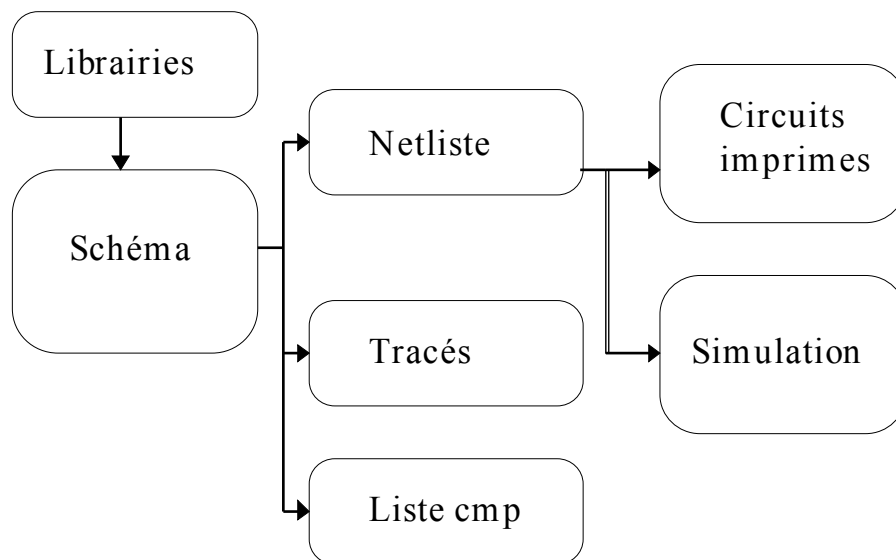 Librairies
Schéma
Netliste
Tracés
Liste cmp
Circuits
imprimes
Simulation